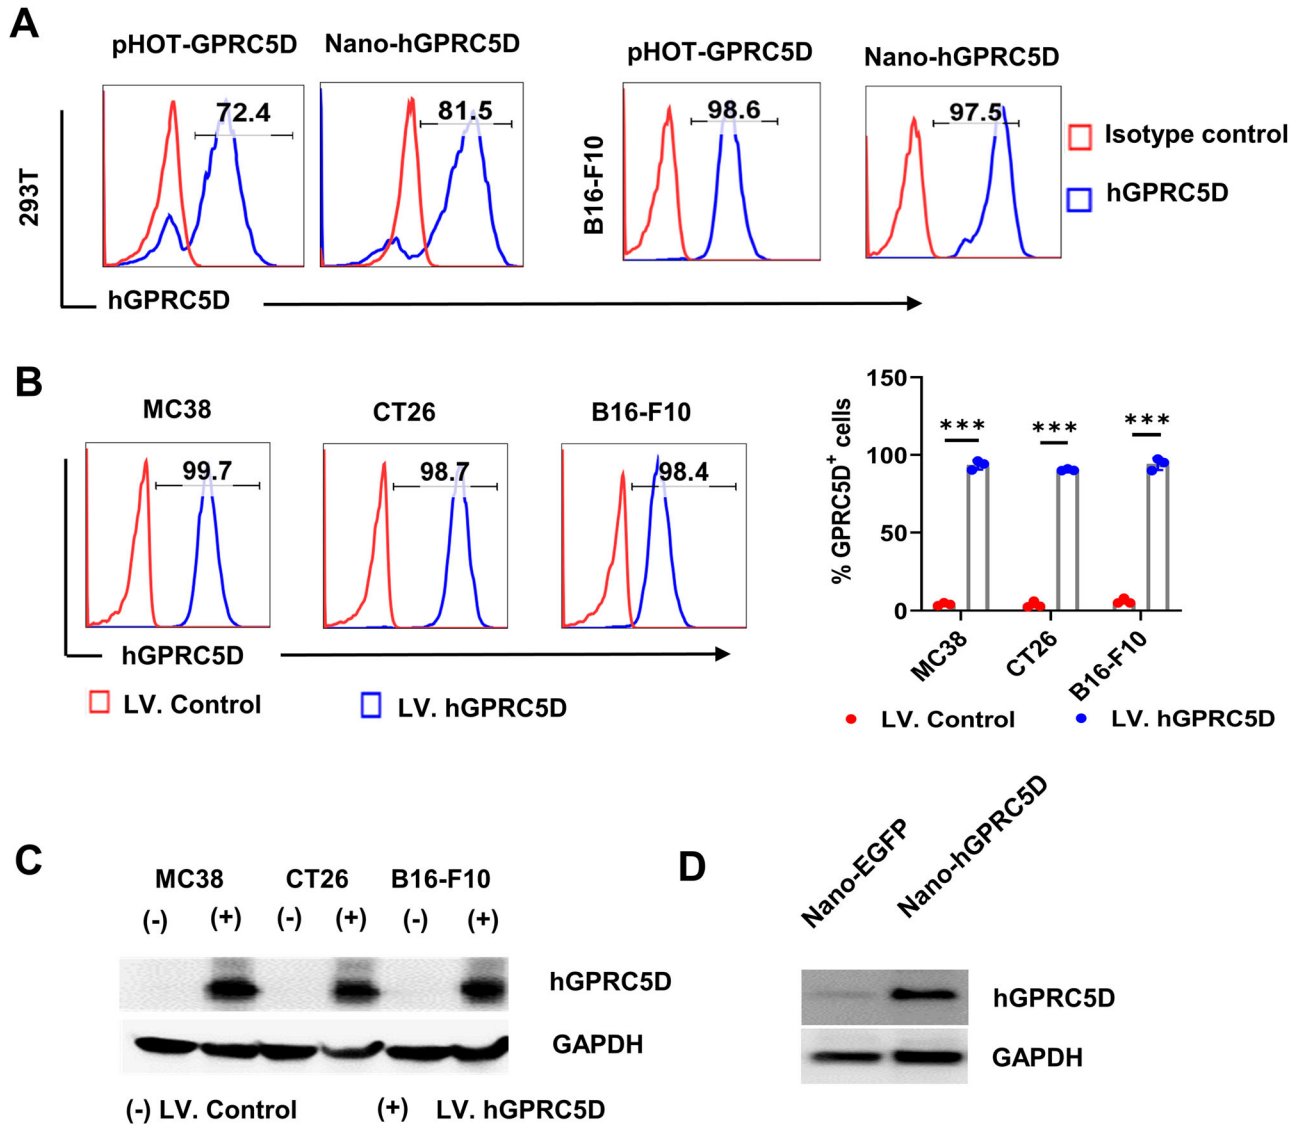 A
pHOT-GPRC5D
Nano-hGPRC5D
pHOT-GPRC5D
Nano-hGPRC5D
72.4
81.5
98.6
97.5
293T
B16-F10
Isotype control
hGPRC5D
hGPRC5D
B
MC38
CT26
B16-F10
99.7
98.7
98.4
hGPRC5D
LV. Control
LV. hGPRC5D
% GPRC5D+ cells
150
100
50
0
***
***
***
MC38
CT26
B16-F10
LV. Control
LV. hGPRC5D
C
MC38 CT26 B16-F10
(-) (+) (-) (+) (-) (+)
hGPRC5D
GAPDH
(-) LV. Control (+) LV. hGPRC5D
D
Nano-EGFP
Nano-hGPRC5D
hGPRC5D
GAPDH